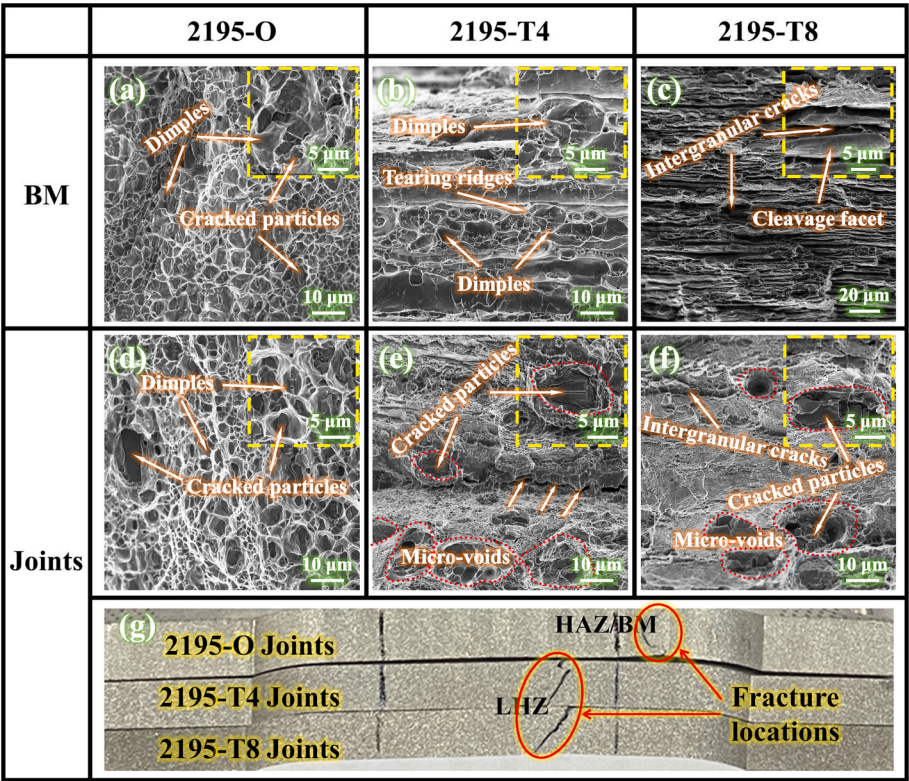 2195-O
2195-T4
2195-T8
BM
(a)
Dimples
Cracked particles
5 μm
10 μm
(b)
Dimples
Tearing ridges
Dimples
5 μm
10 μm
(c)
Intergranular cracks
Cleavage facet
5 μm
20 μm
Joints
(d)
Dimples
Cracked particles
5 μm
10 μm
(e)
Cracked particles
Micro-voids
5 μm
10 μm
(f)
Intergranular cracks
Cracked particles
Micro-voids
5 μm
10 μm
(g)
HAZ/BM
2195-O Joints
2195-T4 Joints
LHZ
2195-T8 Joints
Fracture
locations